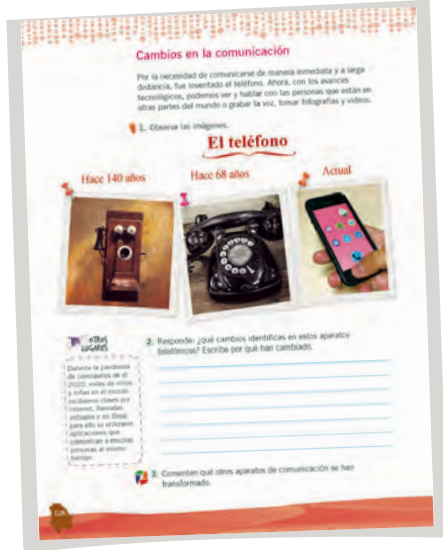 Cambios en la comunicación
Por la necesidad de comunicarse de manera inmediata y a larga
distancia, fue inventado el teléfono. Ahora, con los avances
tecnológicos, podemos ver y hablar con las personas que están en
otras partes del mundo o grabar la voz, tomar fotografías y videos.
1. Observa las imágenes.
El teléfono
Hace 140 años
Hace 68 años
Actual
OTROS
LUGARES
Durante la pandemia
de coronavirus en el
2020, miles de niños
y niñas en el mundo
recibieron clases por
internet, llamadas
virtuales o en línea;
para ello se utilizaron
aplicaciones que
comunican a muchas
personas al mismo
tiempo.
2. Responde: ¿qué cambios identificas en estos aparatos
telefónicos? Escribe por qué han cambiado.
3. Comenten qué otros aparatos de comunicación se han
transformado.